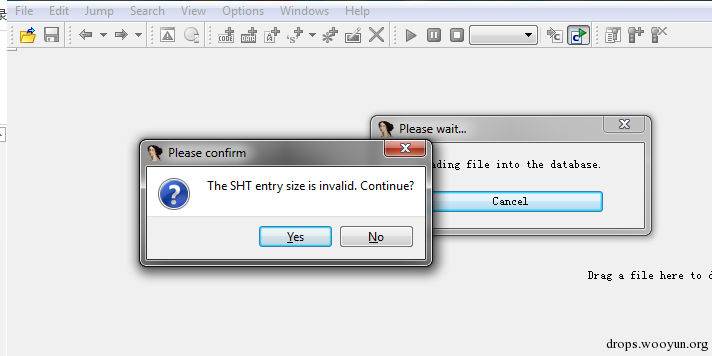 File Edit Jump Search View Options Windows Help
Please wait...
ading file into the database.
Please confirm
The SHT entry size is invalid. Continue?
Cancel
Yes No
Drag a file here to d
drops.wooyun.org